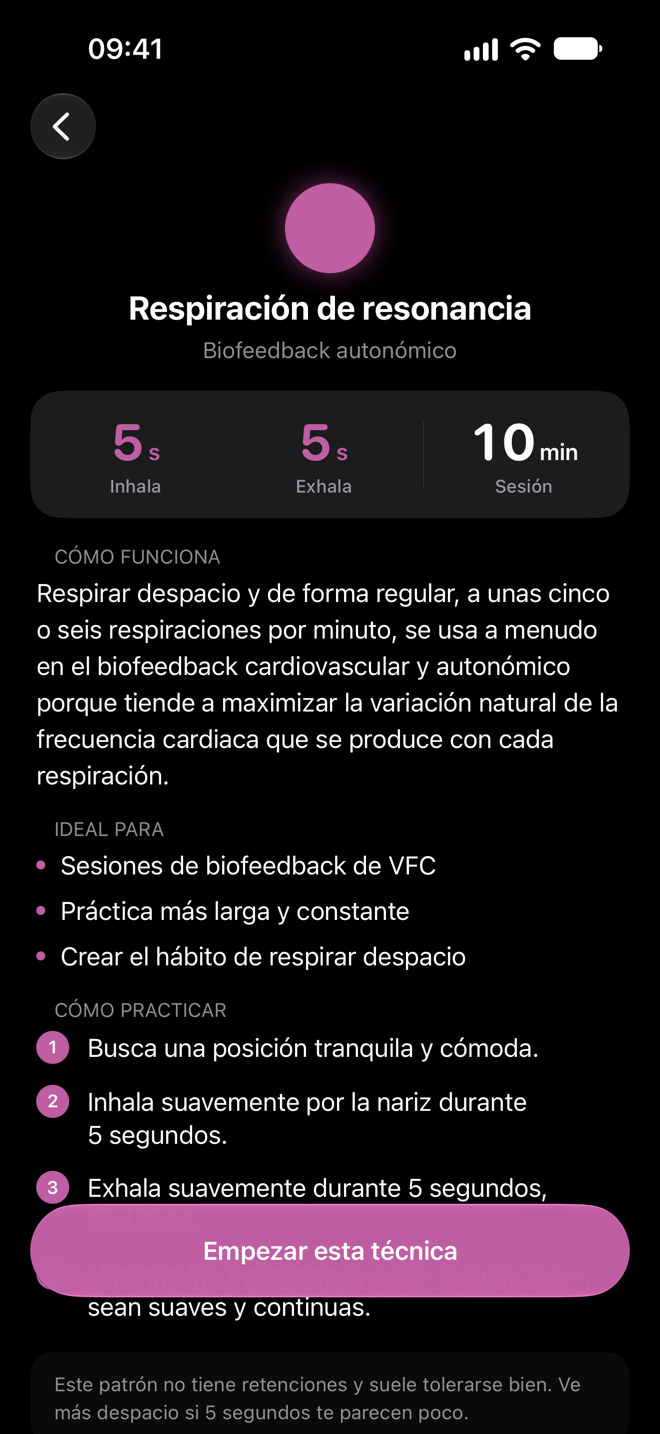 09:41
Respiración de resonancia
Biofeedback autonómico
5 s
Inhala
5 s
Exhala
10 min
Sesión
CÓMO FUNCIONA
Respirar despacio y de forma regular, a unas cinco
o seis respiraciones por minuto, se usa a menudo
en el biofeedback cardiovascular y autonómico
porque tiende a maximizar la variación natural de la
frecuencia cardiaca que se produce con cada
respiración.
IDEAL PARA
Sesiones de biofeedback de VFC
Práctica más larga y constante
Crear el hábito de respirar despacio
CÓMO PRACTICAR
1 Busca una posición tranquila y cómoda.
2 Inhala suavemente por la nariz durante
5 segundos.
3 Exhala suavemente durante 5 segundos,
Empezar esta técnica
sean suaves y continuas.
Este patrón no tiene retenciones y suele tolerarse bien. Ve
más despacio si 5 segundos te parecen poco.